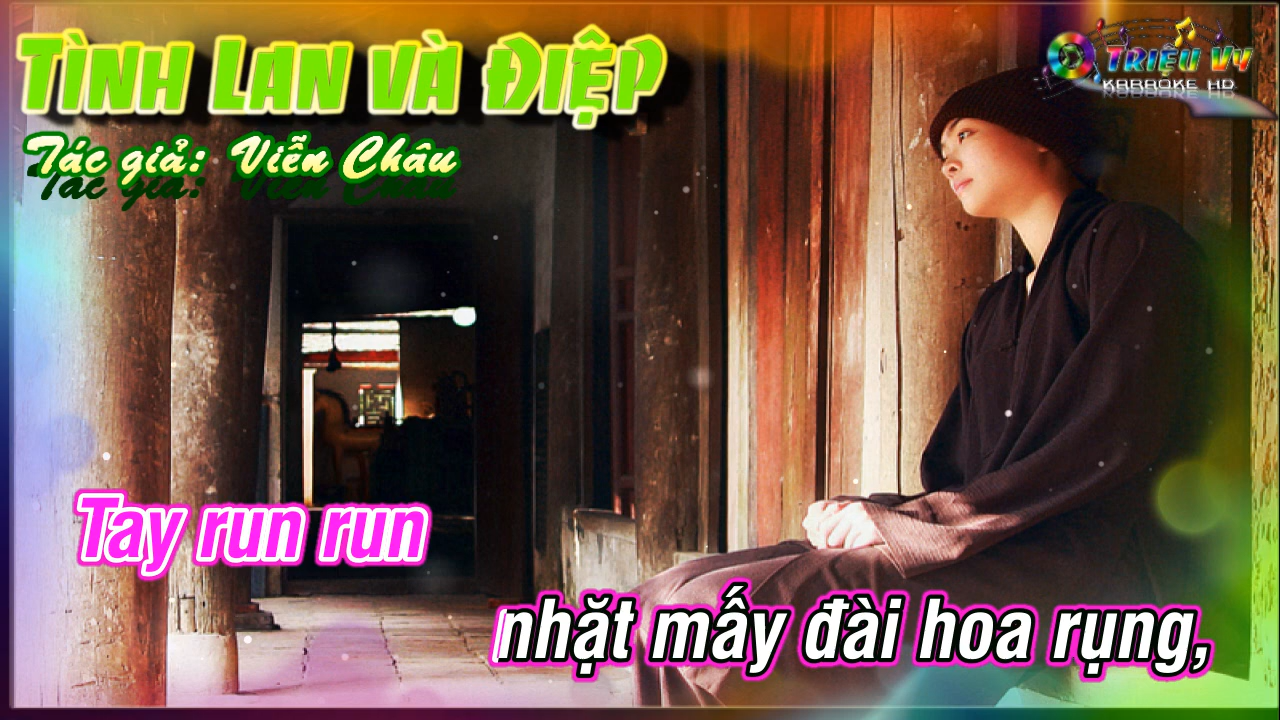 Tình Lan và Điệp
Triệu Vy
KARAOKE HD
Tác giả: Viễn Châu
Tay run run
nhặt mấy đài hoa rụng,